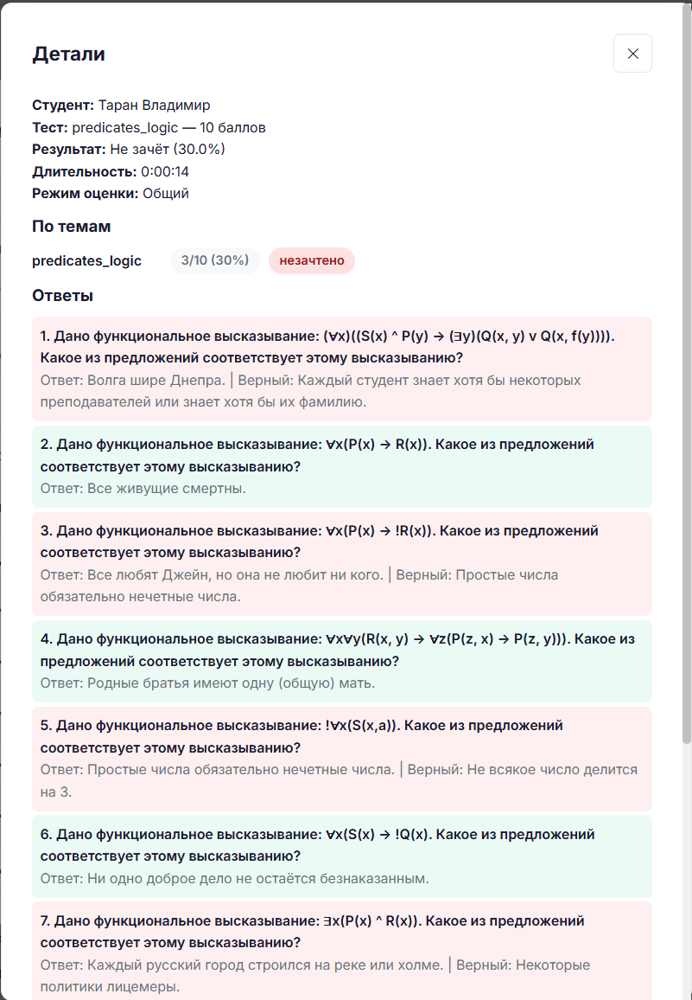 Детали
Студент: Таран Владимир
Тест: predicates_logic — 10 баллов
Результат: Не зачёт (30.0%)
Длительность: 0:00:14
Режим оценки: Общий
По темам
predicates_logic 3/10 (30%) незачтено
Ответы
1. Дано функциональное высказывание: (∀x)((S(x) ^ P(y) → (∃y)(Q(x, y) v Q(x, f(y)))).
Какое из предложений соответствует этому высказыванию?
Ответ: Волга шире Днепра. | Верный: Каждый студент знает хотя бы некоторых
преподавателей или знает хотя бы их фамилию.
2. Дано функциональное высказывание: ∀x(P(x) → R(x)). Какое из предложений
соответствует этому высказыванию?
Ответ: Все живущие смертны.
3. Дано функциональное высказывание: ∀x(P(x) → !R(x)). Какое из предложений
соответствует этому высказыванию?
Ответ: Все любят Джейн, но она не любит ни кого. | Верный: Простые числа
обязательно нечетные числа.
4. Дано функциональное высказывание: ∀x∀y(R(x, y) → ∀z(P(z, x) → P(z, y))). Какое из
предложений соответствует этому высказыванию?
Ответ: Родные братья имеют одну (общую) мать.
5. Дано функциональное высказывание: !∀x(S(x,a)). Какое из предложений
соответствует этому высказыванию?
Ответ: Простые числа обязательно нечетные числа. | Верный: Не всякое число делится
на 3.
6. Дано функциональное высказывание: ∀x(S(x) → !Q(x). Какое из предложений
соответствует этому высказыванию?
Ответ: Ни одно доброе дело не остаётся безнаказанным.
7. Дано функциональное высказывание: ∃x(P(x) ^ R(x)). Какое из предложений
соответствует этому высказыванию?
Ответ: Каждый русский город строился на реке или холме. | Верный: Некоторые
политики лицемеры.